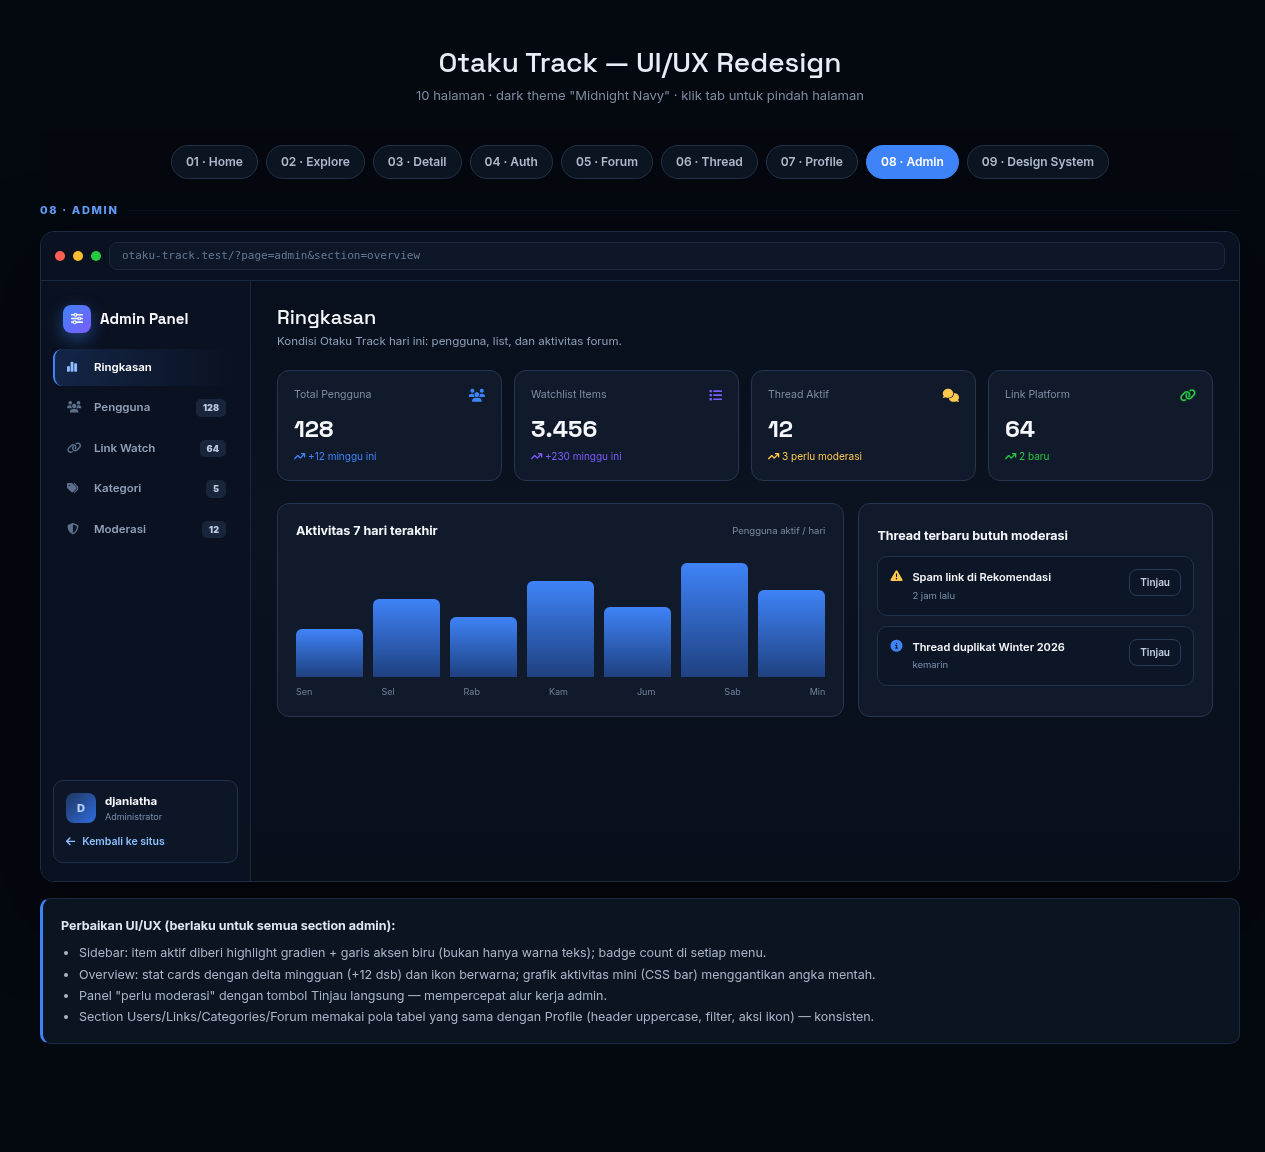 Otaku Track — UI/UX Redesign
10 halaman · dark theme "Midnight Navy" · klik tab untuk pindah halaman
01 · Home
02 · Explore
03 · Detail
04 · Auth
05 · Forum
06 · Thread
07 · Profile
08 · Admin
09 · Design System
08 · ADMIN
otaku-track.test/?page=admin&section=overview
Admin Panel
Ringkasan
Pengguna 128
Link Watch 64
Kategori 5
Moderasi 12
D
djaniatha
Administrator
Kembali ke situs
Ringkasan
Kondisi Otaku Track hari ini: pengguna, list, dan aktivitas forum.
Total Pengguna
128
+12 minggu ini
Watchlist Items
3.456
+230 minggu ini
Thread Aktif
12
3 perlu moderasi
Link Platform
64
2 baru
Aktivitas 7 hari terakhir
Pengguna aktif / hari
Sen Sel Rab Kam Jum Sab Min
Thread terbaru butuh moderasi
Spam link di Rekomendasi
2 jam lalu
Tinjau
Thread duplikat Winter 2026
kemarin
Tinjau
Perbaikan UI/UX (berlaku untuk semua section admin):
• Sidebar: item aktif diberi highlight gradien + garis aksen biru (bukan hanya warna teks); badge count di setiap menu.
• Overview: stat cards dengan delta mingguan (+12 dsb) dan ikon berwarna; grafik aktivitas mini (CSS bar) menggantikan angka mentah.
• Panel "perlu moderasi" dengan tombol Tinjau langsung — mempercepat alur kerja admin.
• Section Users/Links/Categories/Forum memakai pola tabel yang sama dengan Profile (header uppercase, filter, aksi ikon) — konsisten.